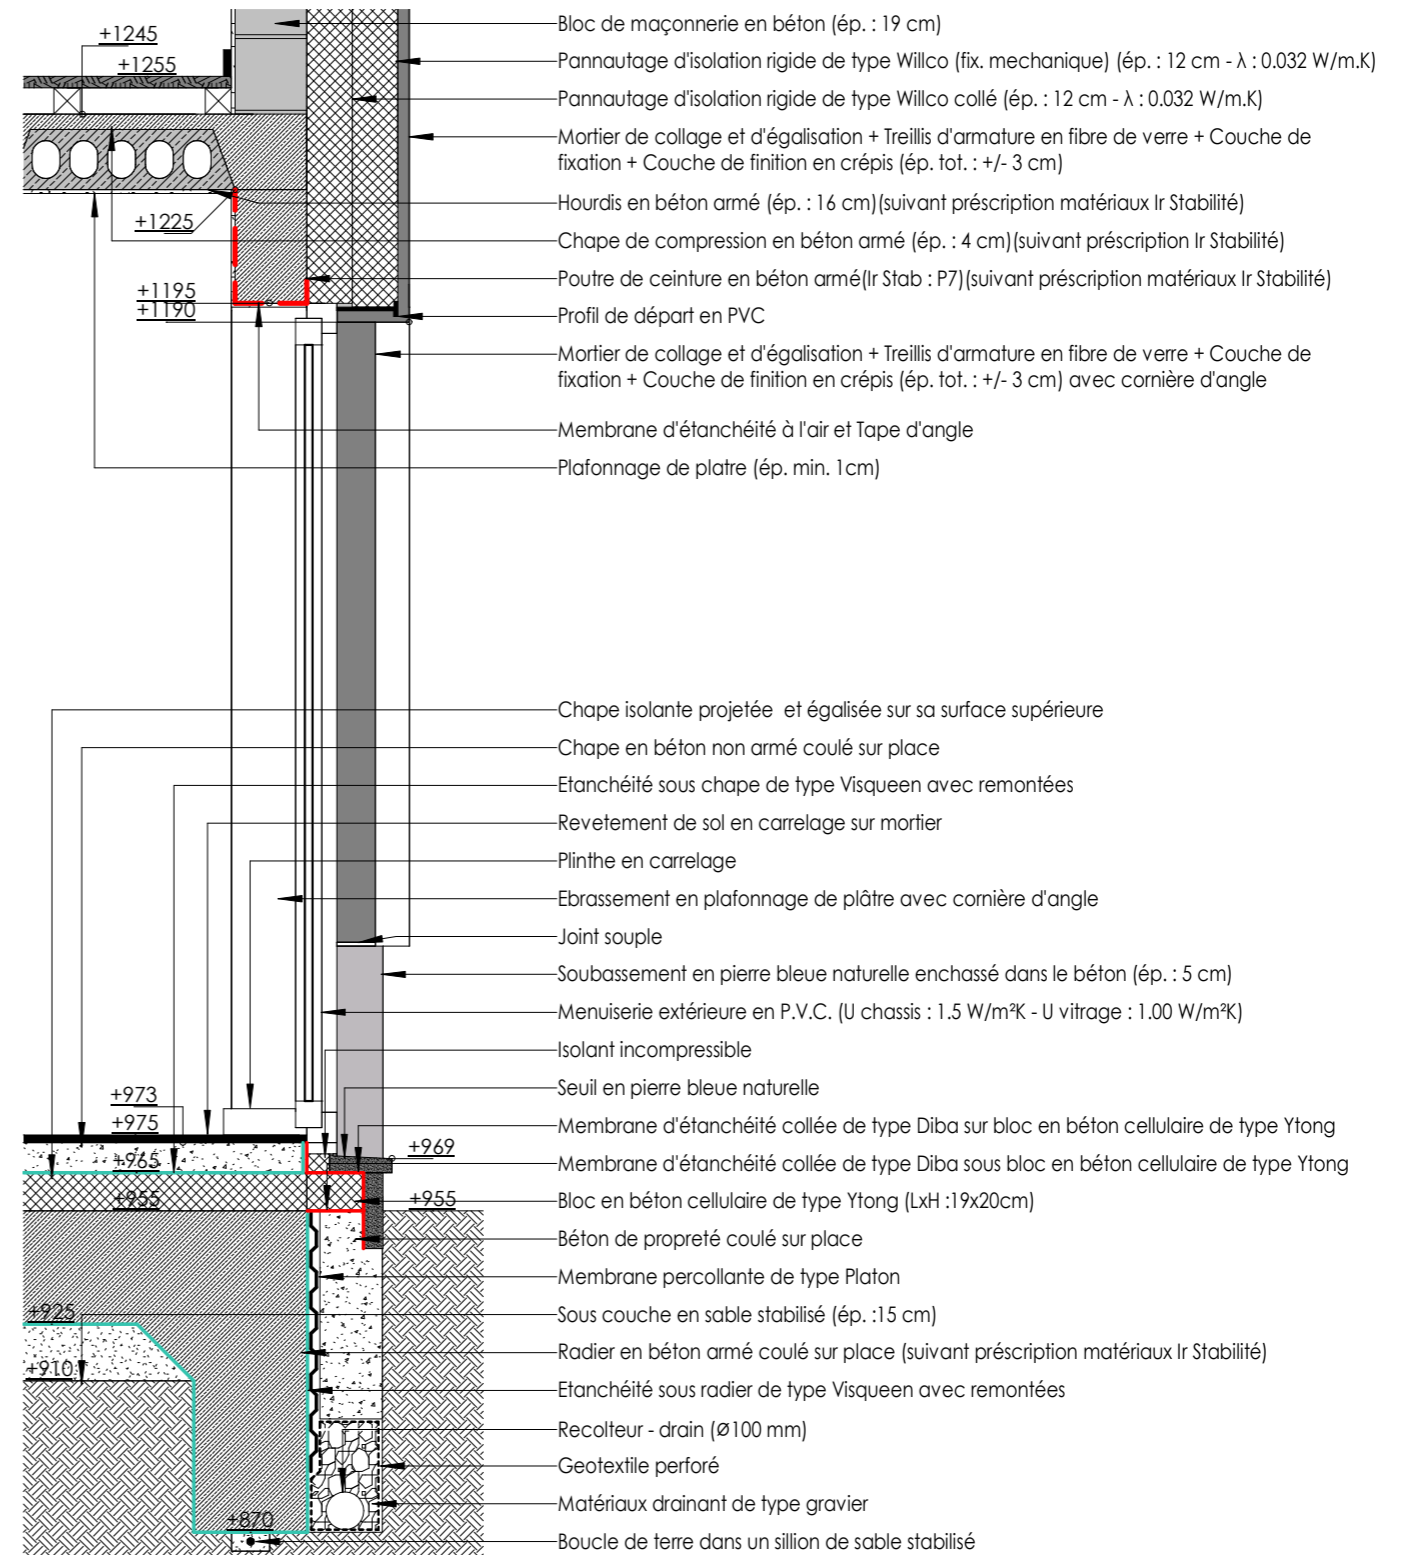 Bloc de maçonnerie en béton (ép. : 19 cm)
+1245
+1255
Pannautage d'isolation rigide de type Willco (fix. mechanique) (ép. : 12 cm - λ : 0.032 W/m.K)
Pannautage d'isolation rigide de type Willco collé (ép. : 12 cm - λ : 0.032 W/m.K)
Mortier de collage et d'égalisation + Treillis d'armature en fibre de verre + Couche de
fixation + Couche de finition en crépis (ép. tot. : +/- 3 cm)
Hourdis en béton armé (ép. : 16 cm)(suivant préscription matériaux Ir Stabilité)
+1225
Chape de compression en béton armé (ép. : 4 cm)(suivant préscription Ir Stabilité)
Poutre de ceinture en béton armé(Ir Stab : P7)(suivant préscription matériaux Ir Stabilité)
+1195
+1190
Profil de départ en PVC
Mortier de collage et d'égalisation + Treillis d'armature en fibre de verre + Couche de
fixation + Couche de finition en crépis (ép. tot. : +/- 3 cm) avec cornière d'angle
Membrane d'étanchéité à l'air et Tape d'angle
Plafonnage de platre (ép. min. 1cm)
Chape isolante projetée et égalisée sur sa surface supérieure
Chape en béton non armé coulé sur place
Etanchéité sous chape de type Visqueen avec remontées
Revetement de sol en carrelage sur mortier
Plinthe en carrelage
Ebrassement en plafonnage de plâtre avec cornière d'angle
Joint souple
Soubassement en pierre bleue naturelle enchassé dans le béton (ép. : 5 cm)
Menuiserie extérieure en P.V.C. (U chassis : 1.5 W/m²K - U vitrage : 1.00 W/m²K)
Isolant incompressible
Seuil en pierre bleue naturelle
+973
+975
Membrane d'étanchéité collée de type Diba sur bloc en béton cellulaire de type Ytong
+969
+965
Membrane d'étanchéité collée de type Diba sous bloc en béton cellulaire de type Ytong
+955
+955
Bloc en béton cellulaire de type Ytong (LxH :19x20cm)
Béton de propreté coulé sur place
Membrane percollante de type Platon
+925
Sous couche en sable stabilisé (ép. :15 cm)
Radier en béton armé coulé sur place (suivant préscription matériaux Ir Stabilité)
+910
Etanchéité sous radier de type Visqueen avec remontées
Recolteur - drain (Ø100 mm)
Geotextile perforé
Matériaux drainant de type gravier
+870
Boucle de terre dans un sillion de sable stabilisé